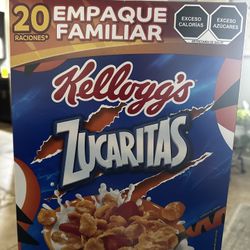 20
RACIONES*
EMPAQUE
FAMILIAR
EXCESO
CALORÍAS
EXCESO
AZÚCARES
Kellogg's
ZUCARITAS